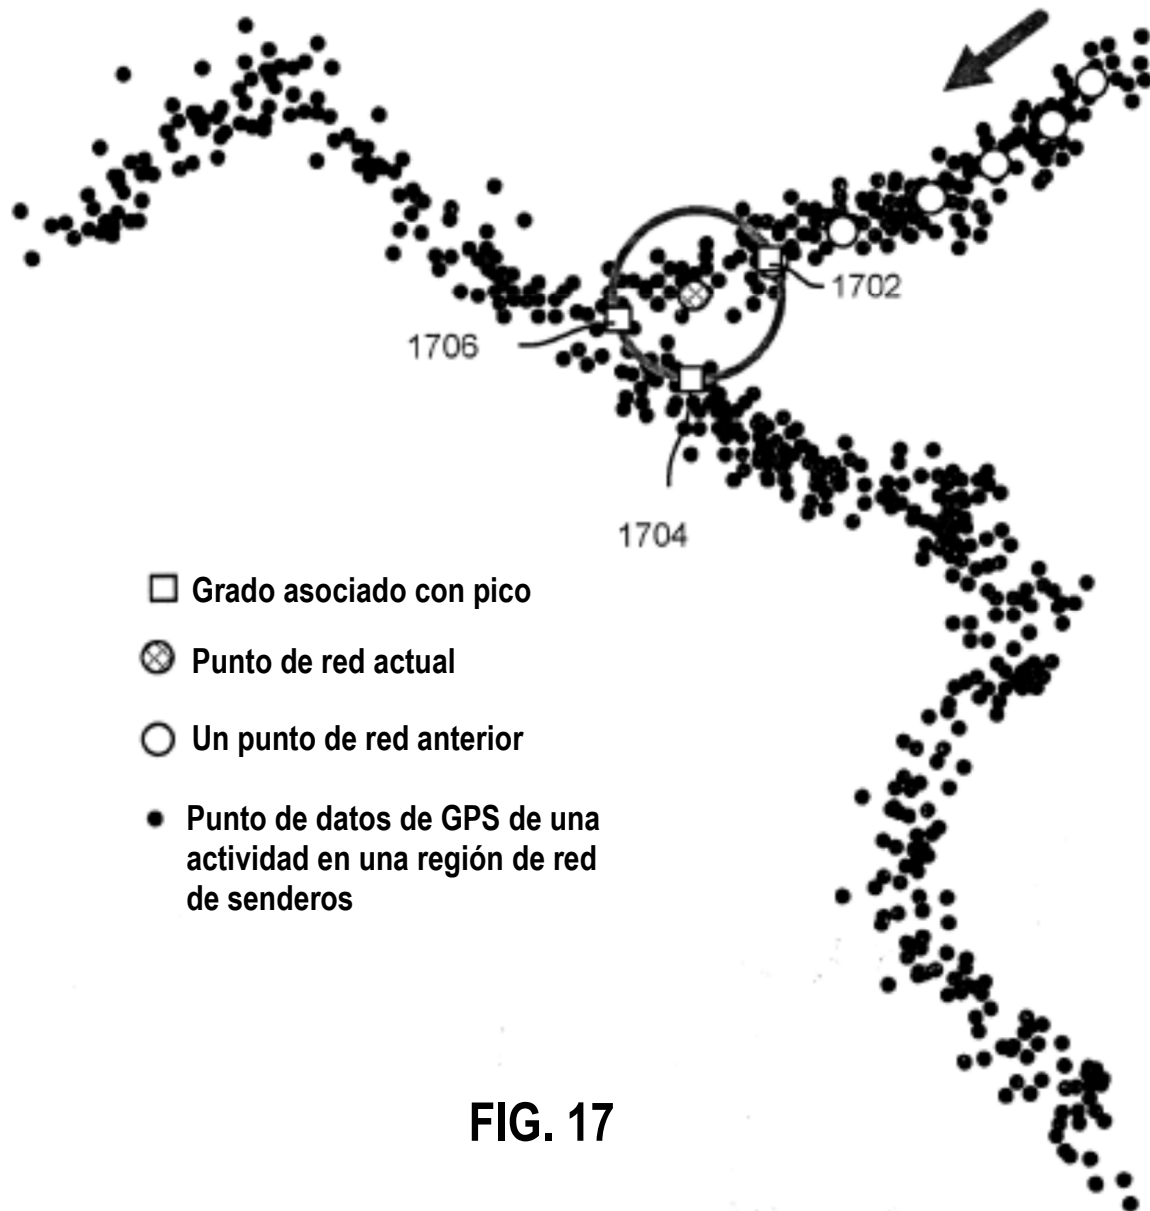 1702
1706
1704
Grado asociado con pico
Punto de red actual
Un punto de red anterior
Punto de datos de GPS de una
actividad en una región de red
de senderos
FIG. 17